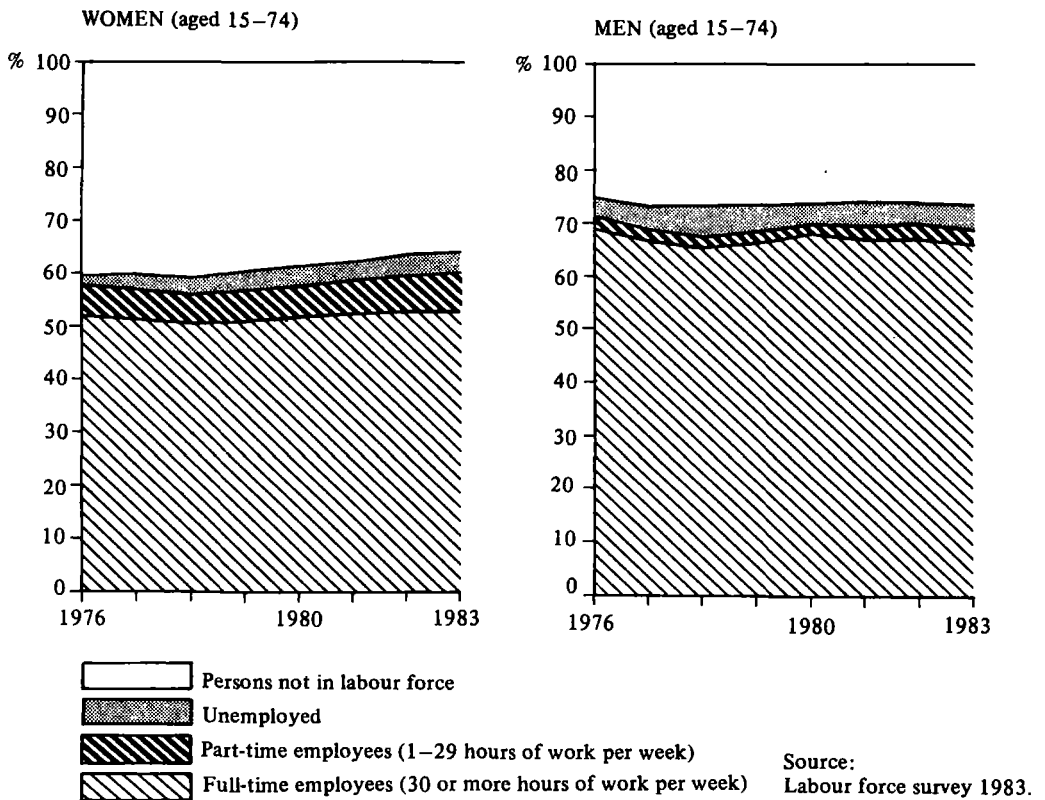 WOMEN (aged 15–74)
% 100
90
80
70
60
50
40
30
20
10
0
1976 1980 1983
MEN (aged 15–74)
% 100
90
80
70
60
50
40
30
20
10
0
1976 1980 1983
Persons not in labour force
Unemployed
Part-time employees (1–29 hours of work per week)
Full-time employees (30 or more hours of work per week)
Source:
Labour force survey 1983.